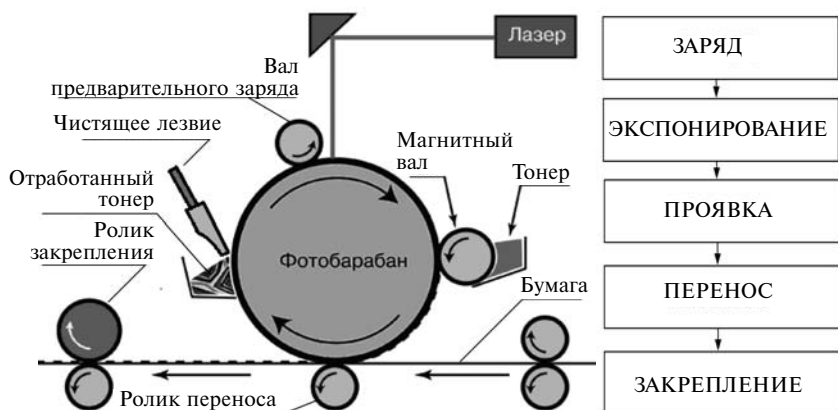 Лазер
Вал
предварительного заряда
Чистящее лезвие
Магнитный
вал
Тонер
Отработанный
тонер
Ролик
закрепления
Фотобарабан
Бумага
Ролик переноса
ЗАРЯД
ЭКСПОНИРОВАНИЕ
ПРОЯВКА
ПЕРЕНОС
ЗАКРЕПЛЕНИЕ